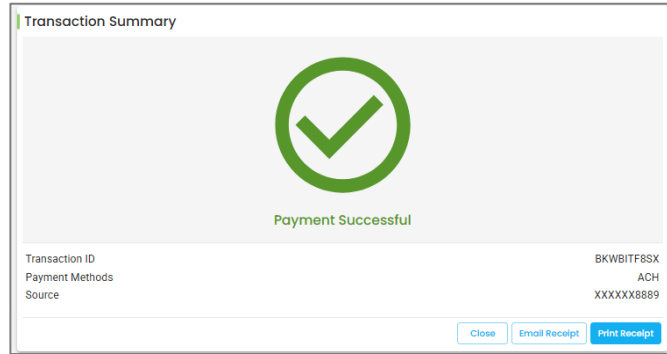 Transaction Summary
Payment Successful
Transaction ID BKWBITF8SX
Payment Methods ACH
Source XXXXXX8889
Close Email Receipt Print Receipt